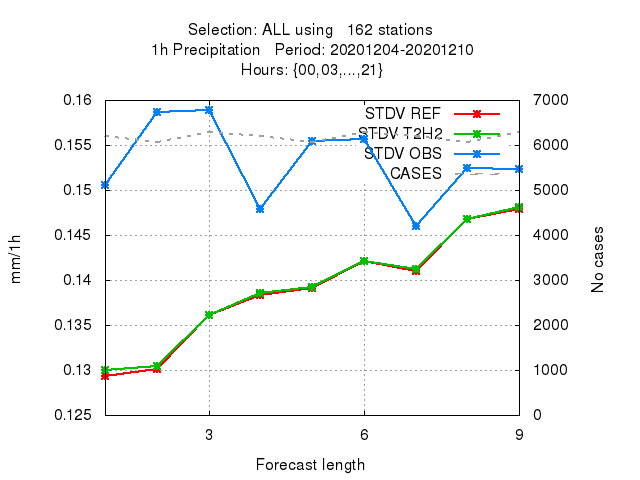 Selection: ALL using 162 stations
1h Precipitation Period: 20201204-20201210
Hours: {00,03,...,21}
0.16
0.155
0.15
0.145
0.14
0.135
0.13
0.125
7000
6000
5000
4000
3000
2000
1000
0
STDV REF
STDV T2H2
STDV OBS
CASES
mm/1h
No cases
3
6
9
Forecast length